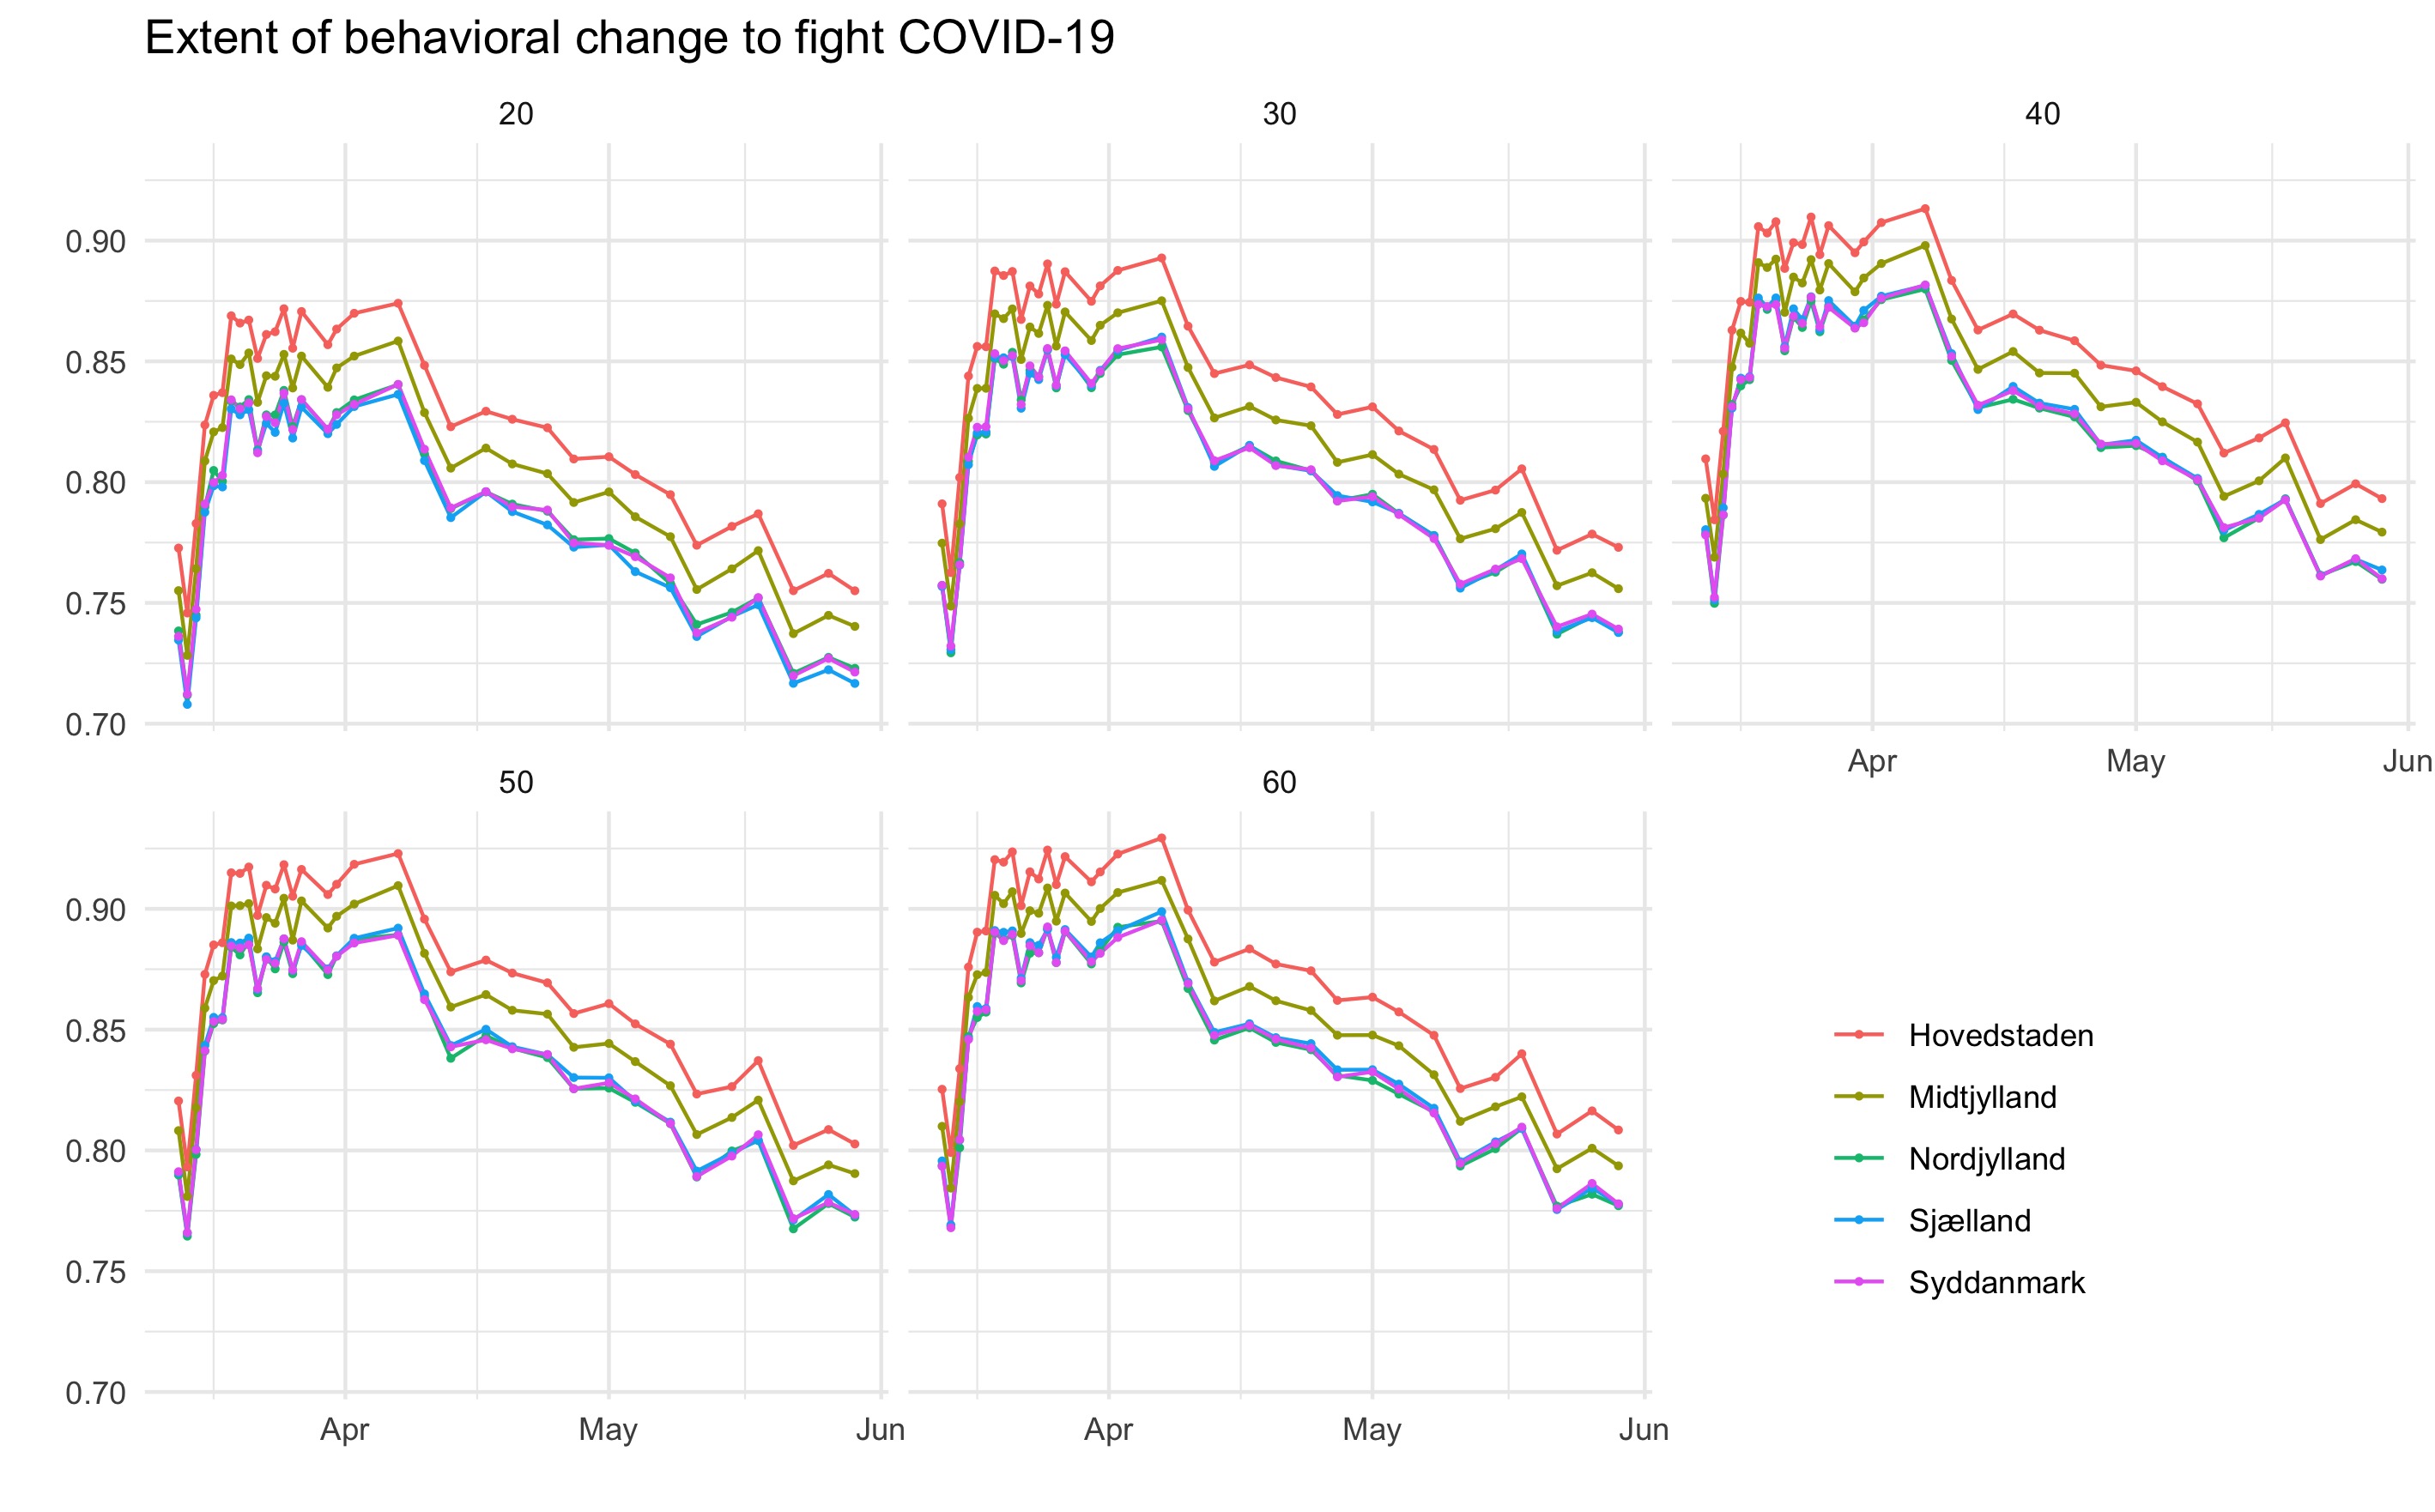 Extent of behavioral change to fight COVID-19
20 30 40
0.90
0.85
0.80
0.75
0.70
Apr May Jun
50 60
0.90
0.85
0.80
0.75
0.70
Apr May Jun Apr May Jun
Hovedstaden
Midtjylland
Nordjylland
Sjælland
Syddanmark